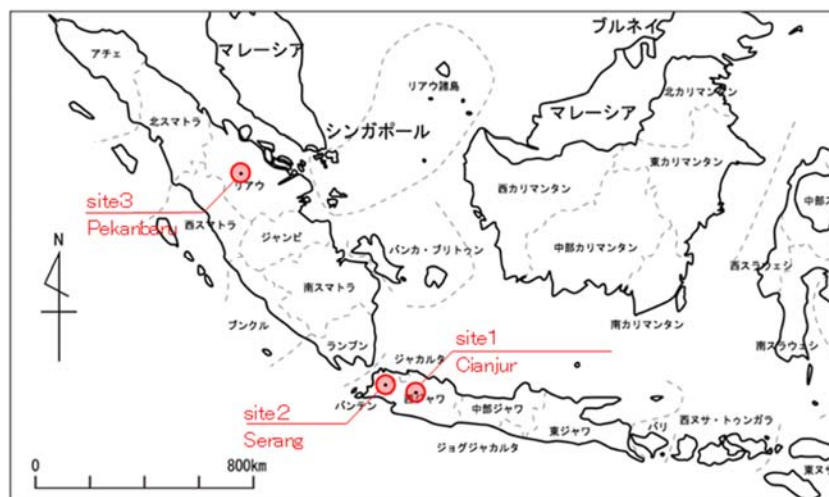 ブルネイ
アチェ
マレーシア
リアウ諸島
北カリマンタン
マレーシア
北スマトラ
シンガポール
東カリマンタン
リアウ
西カリマンタン
site3
Pekanbaru
西スマトラ
ジャンビ
中部ス
N
バンカ・ブリトゥン
中部カリマンタン
西スラウェシ
南スマトラ
ブンクル
南カリマンタン
ランプン
site1
南スラウェシ
ジャカルタ
Cianjur
西ジャワ
site2
バンテン
中部ジャワ
西ヌサ・トゥンガラ
Serang
東ジャワ
バリ
ジョグジャカルタ
0
800km
東ヌサ